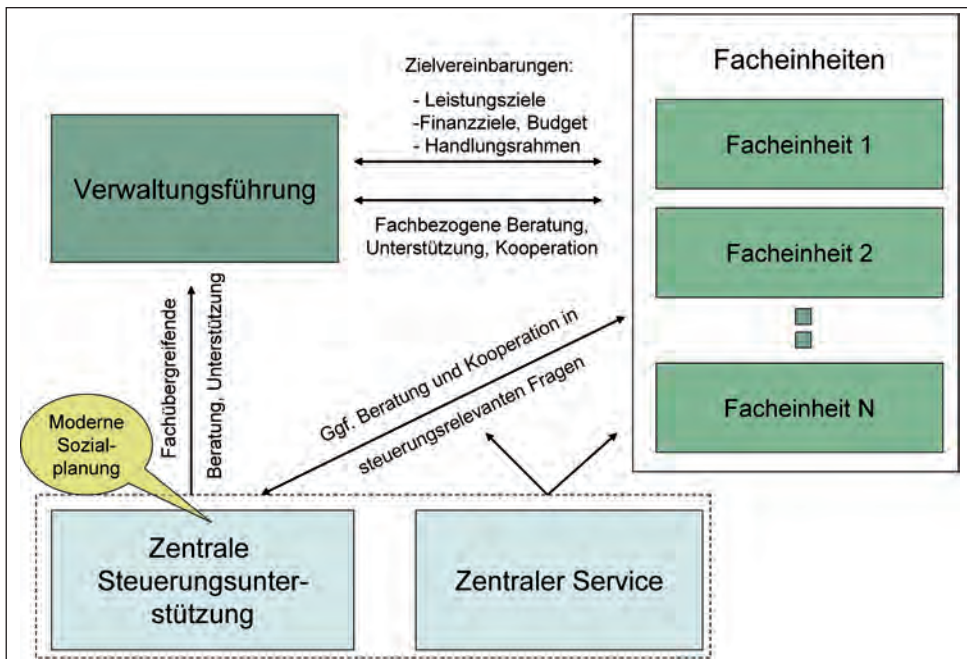 Zielvereinbarungen:
- Leistungsziele
-Finanzziele, Budget
- Handlungsrahmen
Facheinheiten
Facheinheit 1
Verwaltungsführung
Fachbezogene Beratung,
Unterstützung, Kooperation
Facheinheit 2
Facheinheit N
Fachübergreifende
Beratung, Unterstützung
Ggf. Beratung und Kooperation in
steuerungsrelevanten Fragen
Moderne
Sozial-
planung
Zentrale
Steuerungsunter-
stützung
Zentraler Service